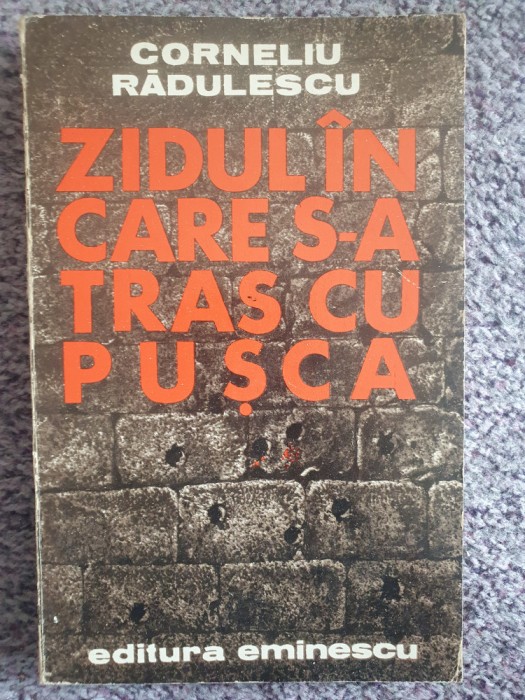 CORNELIU
RĂDULESCU
ZIDUL ÎN
CARE S-A
TRAS CU
PUȘCA
editura eminescu